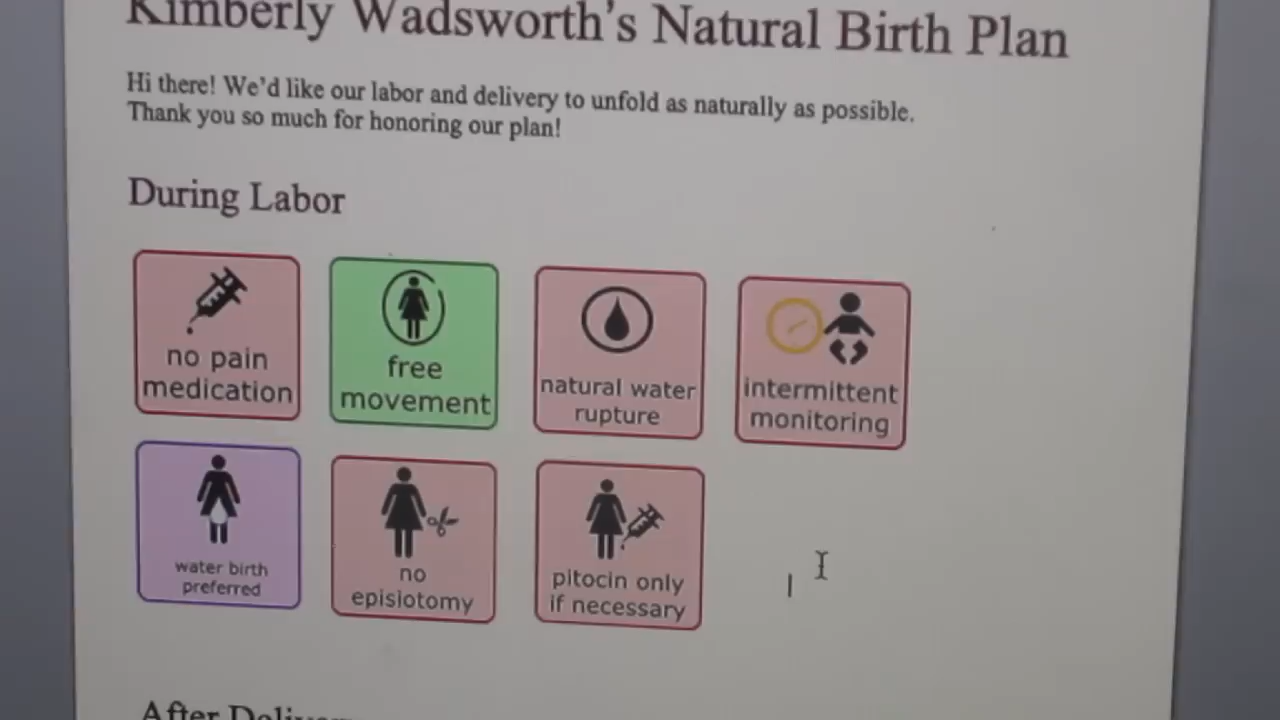 Kimberly Wadsworth's Natural Birth Plan
Hi there! We'd like our labor and delivery to unfold as naturally as possible.
Thank you so much for honoring our plan!
During Labor
no pain
medication
free
movement
natural water
rupture
intermittent
monitoring
water birth
preferred
no
episiotomy
pitocin only
if necessary
After Delivery